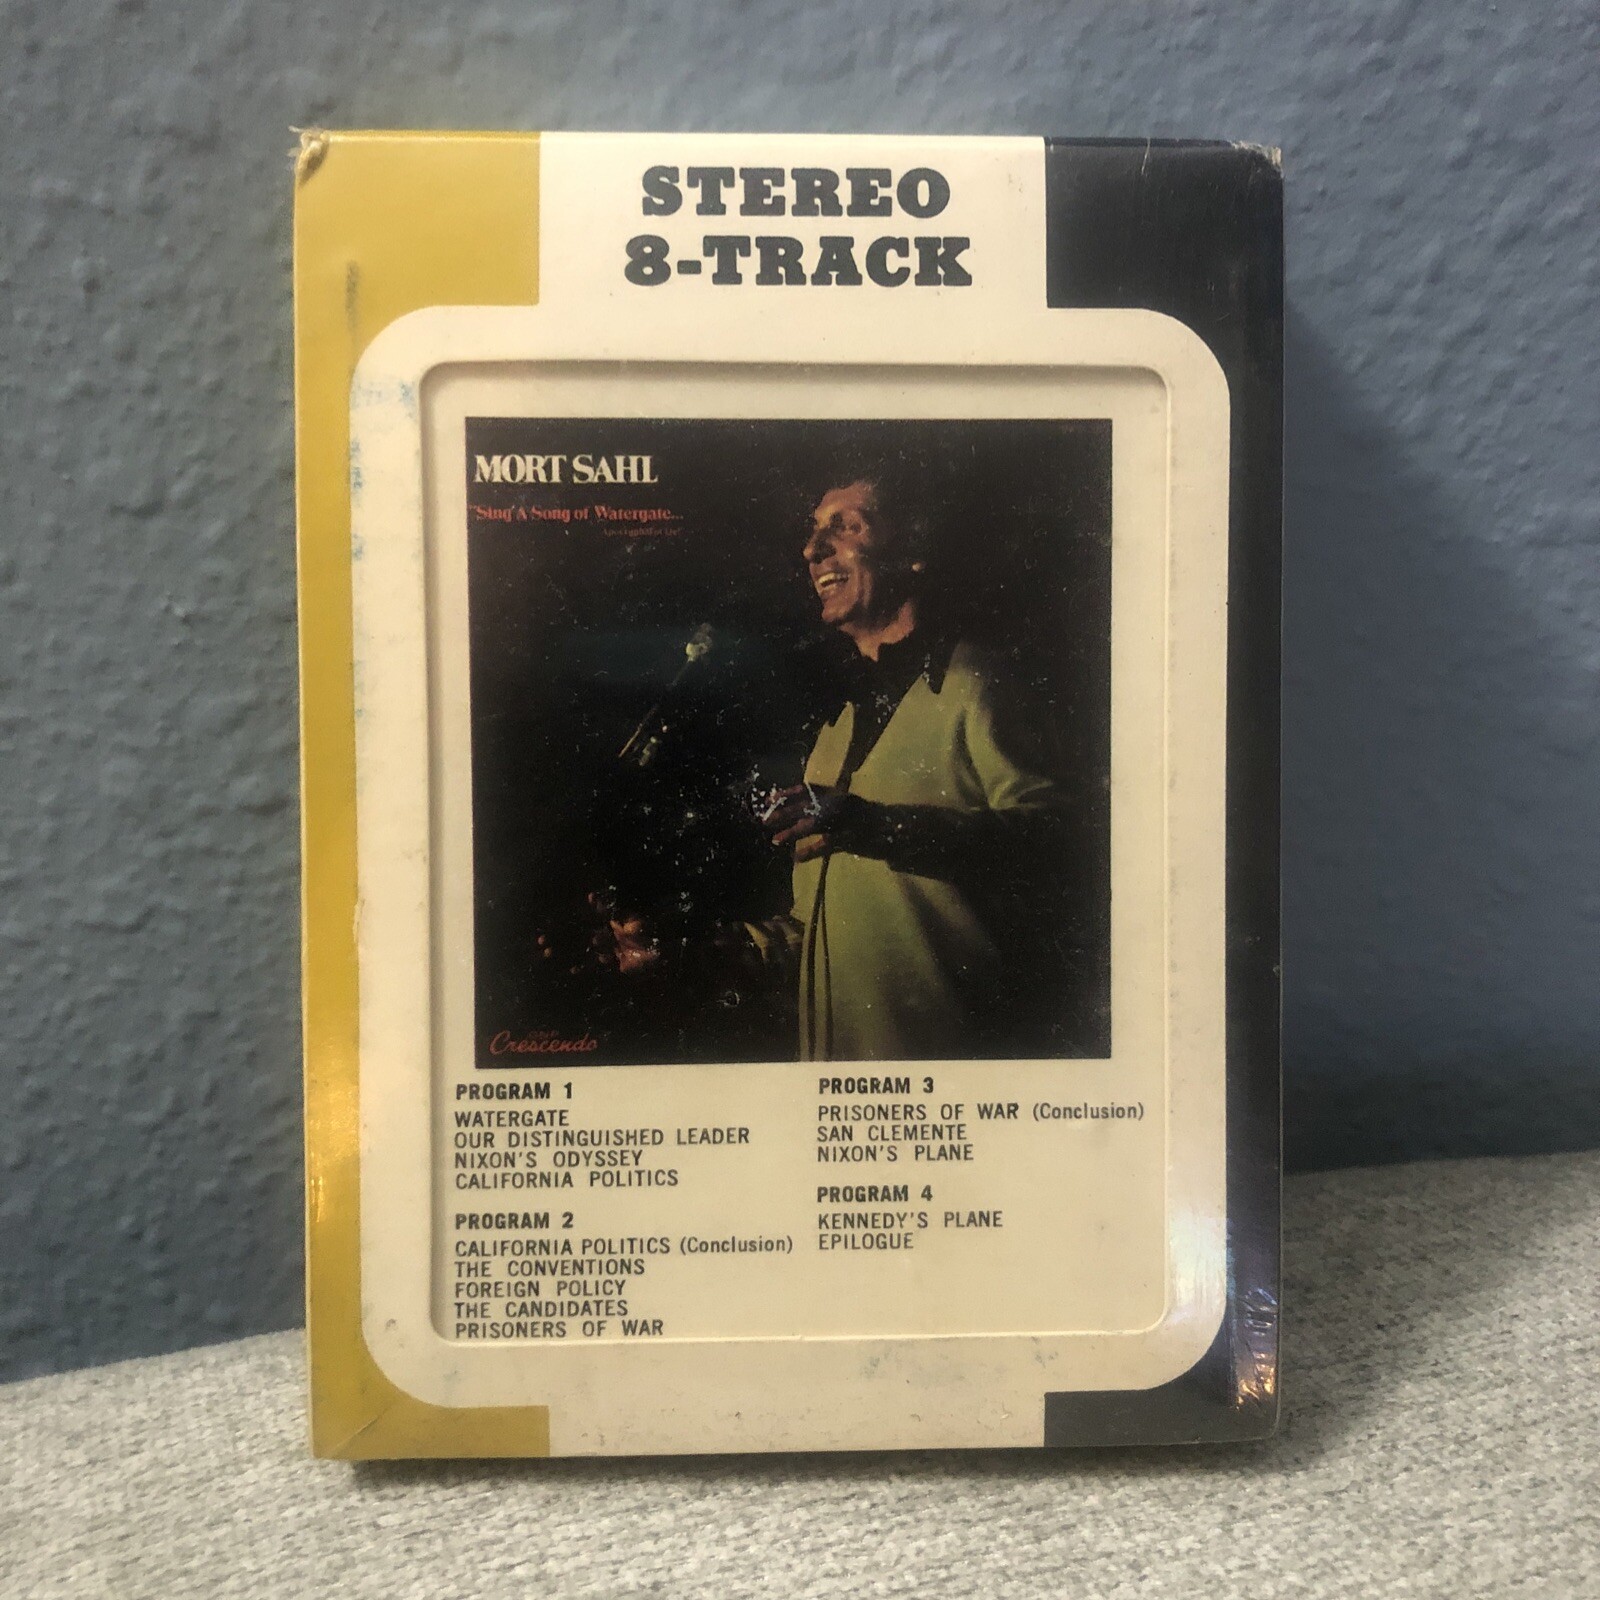 STEREO
8-TRACK
MORT SAHL
"Sing A Song of Watergate...
GNP
Crescendo
PROGRAM 1
WATERGATE
OUR DISTINGUISHED LEADER
NIXON'S ODYSSEY
CALIFORNIA POLITICS
PROGRAM 2
CALIFORNIA POLITICS (Conclusion)
THE CONVENTIONS
FOREIGN POLICY
THE CANDIDATES
PRISONERS OF WAR
PROGRAM 3
PRISONERS OF WAR (Conclusion)
SAN CLEMENTE
NIXON'S PLANE
PROGRAM 4
KENNEDY'S PLANE
EPILOGUE